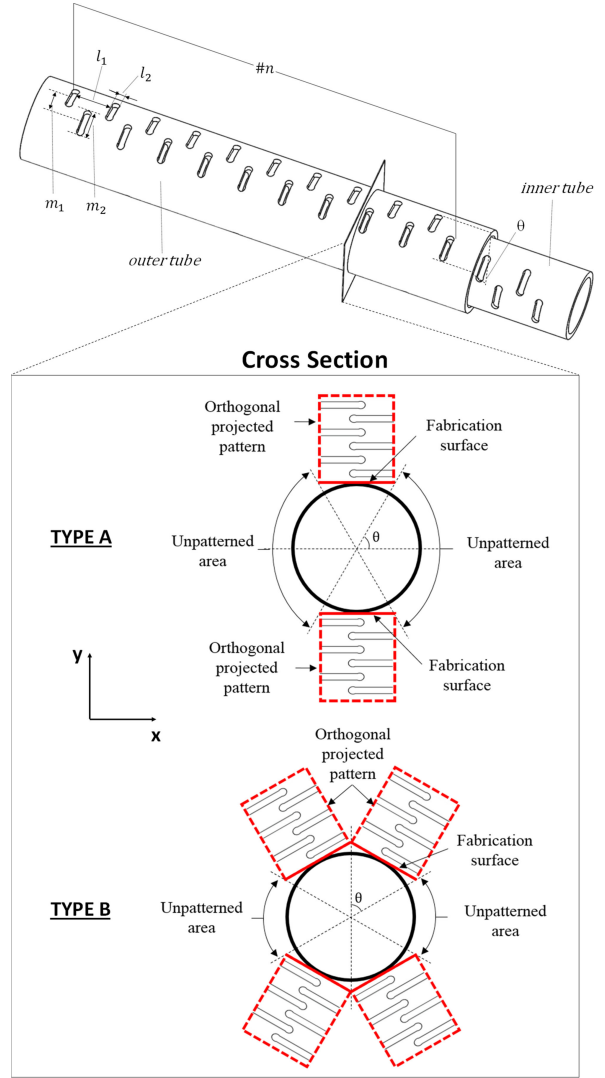 #n
l₁
l₂
m₁
m₂
inner tube
θ
outer tube
Cross Section
Orthogonal
projected
pattern
Fabrication
surface
TYPE A
Unpatterned
area
θ
Unpatterned
area
Orthogonal
projected
pattern
Fabrication
surface
y
x
Orthogonal
projected
pattern
Fabrication
surface
TYPE B
Unpatterned
area
θ
Unpatterned
area